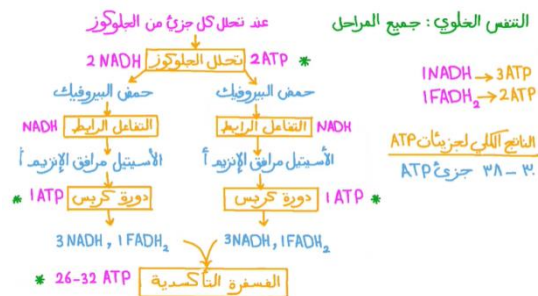 التنفس الخلوي: جميع المراحل
عند تحلل كل جزيء من الجلوكوز
2NADH تحلل الجلوكوز 2ATP *
1NADH → 3ATP
1FADH₂ → 2ATP
حمض البيروفيك حمض البيروفيك
NADH التفاعل الرابط التفاعل الرابط NADH
الناتج الكلي لجزيئات ATP
٣٠ - ٣٨ جزيء ATP
الأسيتيل مرافق الإنزيم أ الأسيتيل مرافق الإنزيم أ
* 1ATP دورة كربس دورة كربس 1ATP *
3NADH, 1FADH₂ 3NADH, 1FADH₂
* 26-32 ATP الفسفرة التأكسدية